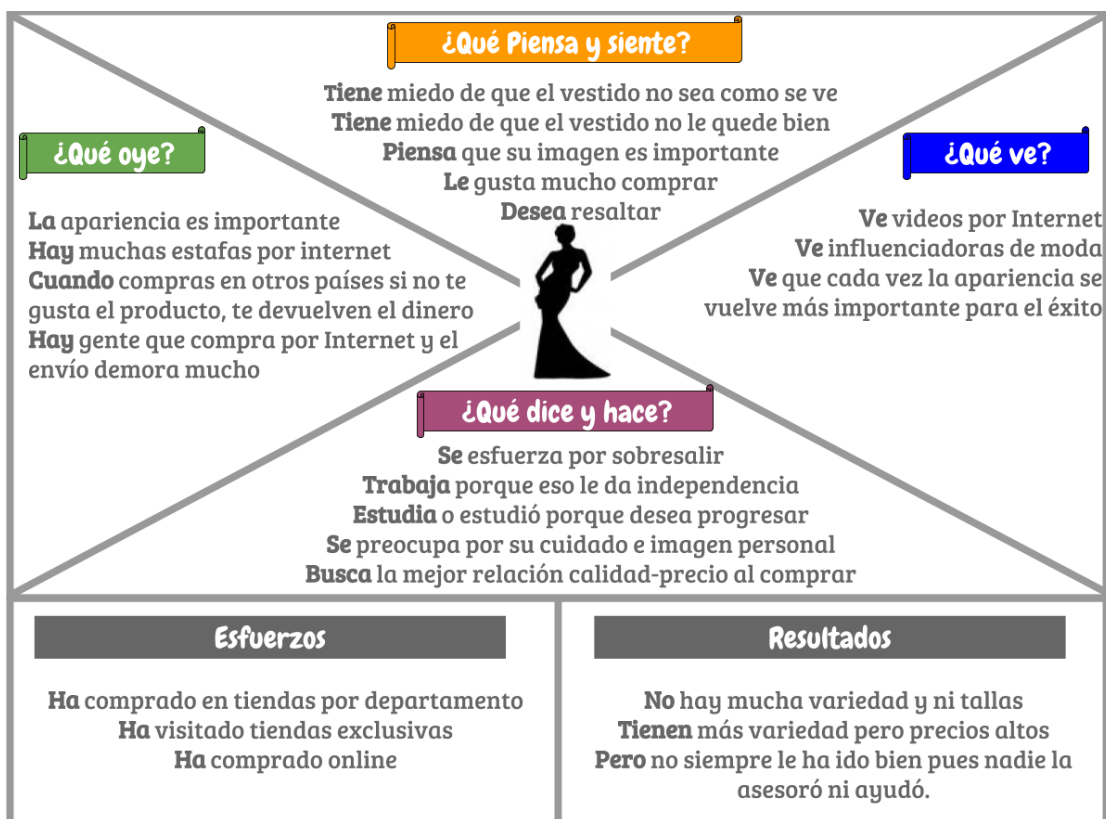 ¿Qué Piensa y siente?
Tiene miedo de que el vestido no sea como se ve
Tiene miedo de que el vestido no le quede bien
Piensa que su imagen es importante
Le gusta mucho comprar
Desea resaltar
¿Qué oye?
La apariencia es importante
Hay muchas estafas por internet
Cuando compras en otros países si no te
gusta el producto, te devuelven el dinero
Hay gente que compra por Internet y el
envío demora mucho
¿Qué ve?
Ve videos por Internet
Ve influenciadoras de moda
Ve que cada vez la apariencia se
vuelve más importante para el éxito
¿Qué dice y hace?
Se esfuerza por sobresalir
Trabaja porque eso le da independencia
Estudia o estudió porque desea progresar
Se preocupa por su cuidado e imagen personal
Busca la mejor relación calidad-precio al comprar
Esfuerzos
Ha comprado en tiendas por departamento
Ha visitado tiendas exclusivas
Ha comprado online
Resultados
No hay mucha variedad y ni tallas
Tienen más variedad pero precios altos
Pero no siempre le ha ido bien pues nadie la
asesoró ni ayudó.